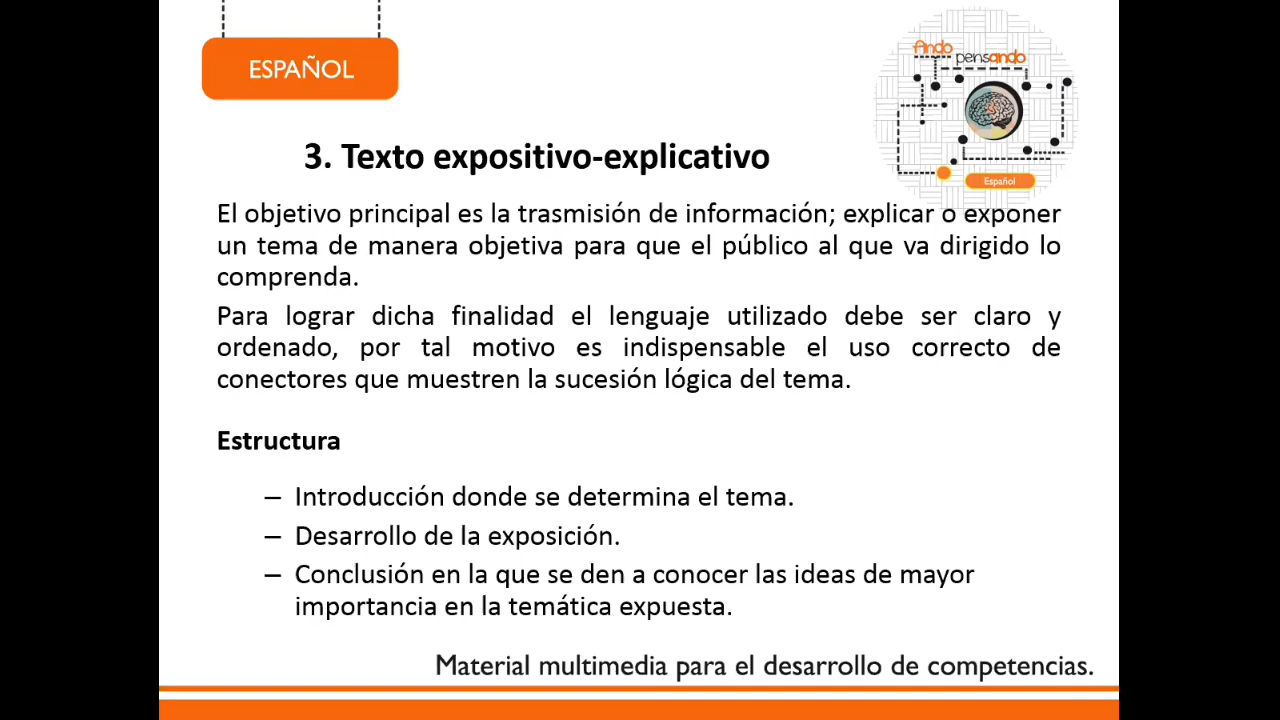 ESPAÑOL
Ando
pensando
Español
3. Texto expositivo-explicativo
El objetivo principal es la trasmisión de información; explicar o exponer
un tema de manera objetiva para que el público al que va dirigido lo
comprenda.
Para lograr dicha finalidad el lenguaje utilizado debe ser claro y
ordenado, por tal motivo es indispensable el uso correcto de
conectores que muestren la sucesión lógica del tema.
Estructura
– Introducción donde se determina el tema.
– Desarrollo de la exposición.
– Conclusión en la que se den a conocer las ideas de mayor
importancia en la temática expuesta.
Material multimedia para el desarrollo de competencias.